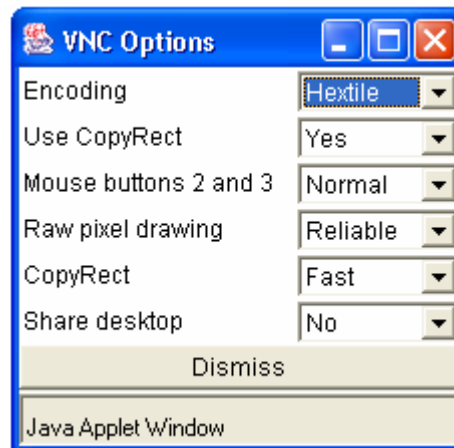 VNC Options
Encoding Hextile
Use CopyRect Yes
Mouse buttons 2 and 3 Normal
Raw pixel drawing Reliable
CopyRect Fast
Share desktop No
Dismiss
Java Applet Window